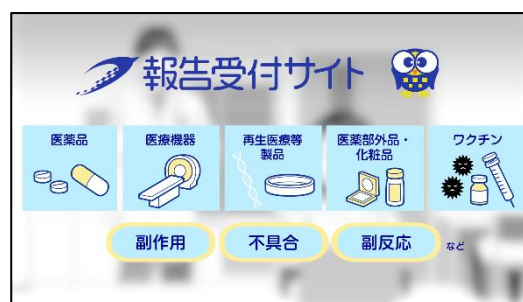 報告受付サイト
医薬品
医療機器
再生医療等
製品
医薬部外品・
化粧品
ワクチン
副作用
不具合
副反応
など